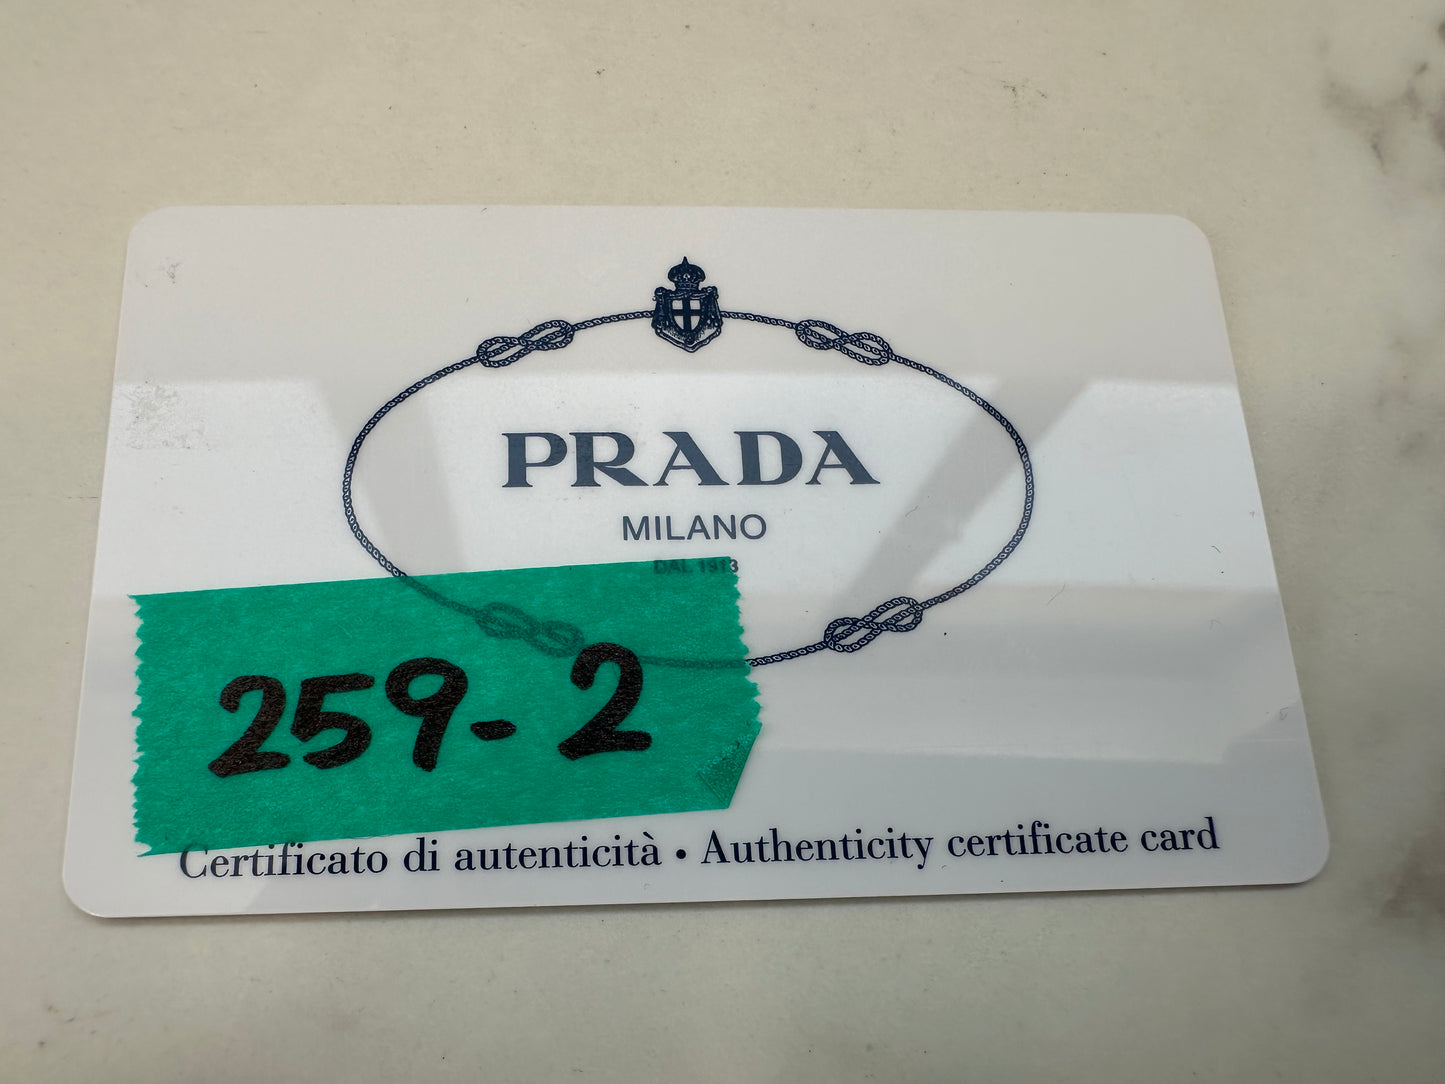 PRADA
MILANO
DAL 1913
259-2
Certificato di autenticità • Authenticity certificate card